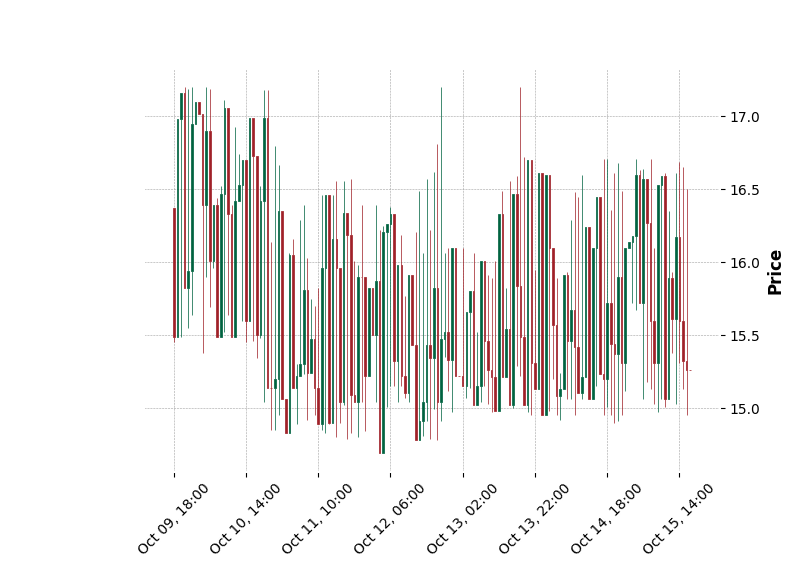 17.0
16.5
16.0
15.5
15.0
Price
Oct 09, 18:00
Oct 10, 14:00
Oct 11, 10:00
Oct 12, 06:00
Oct 13, 02:00
Oct 13, 22:00
Oct 14, 18:00
Oct 15, 14:00